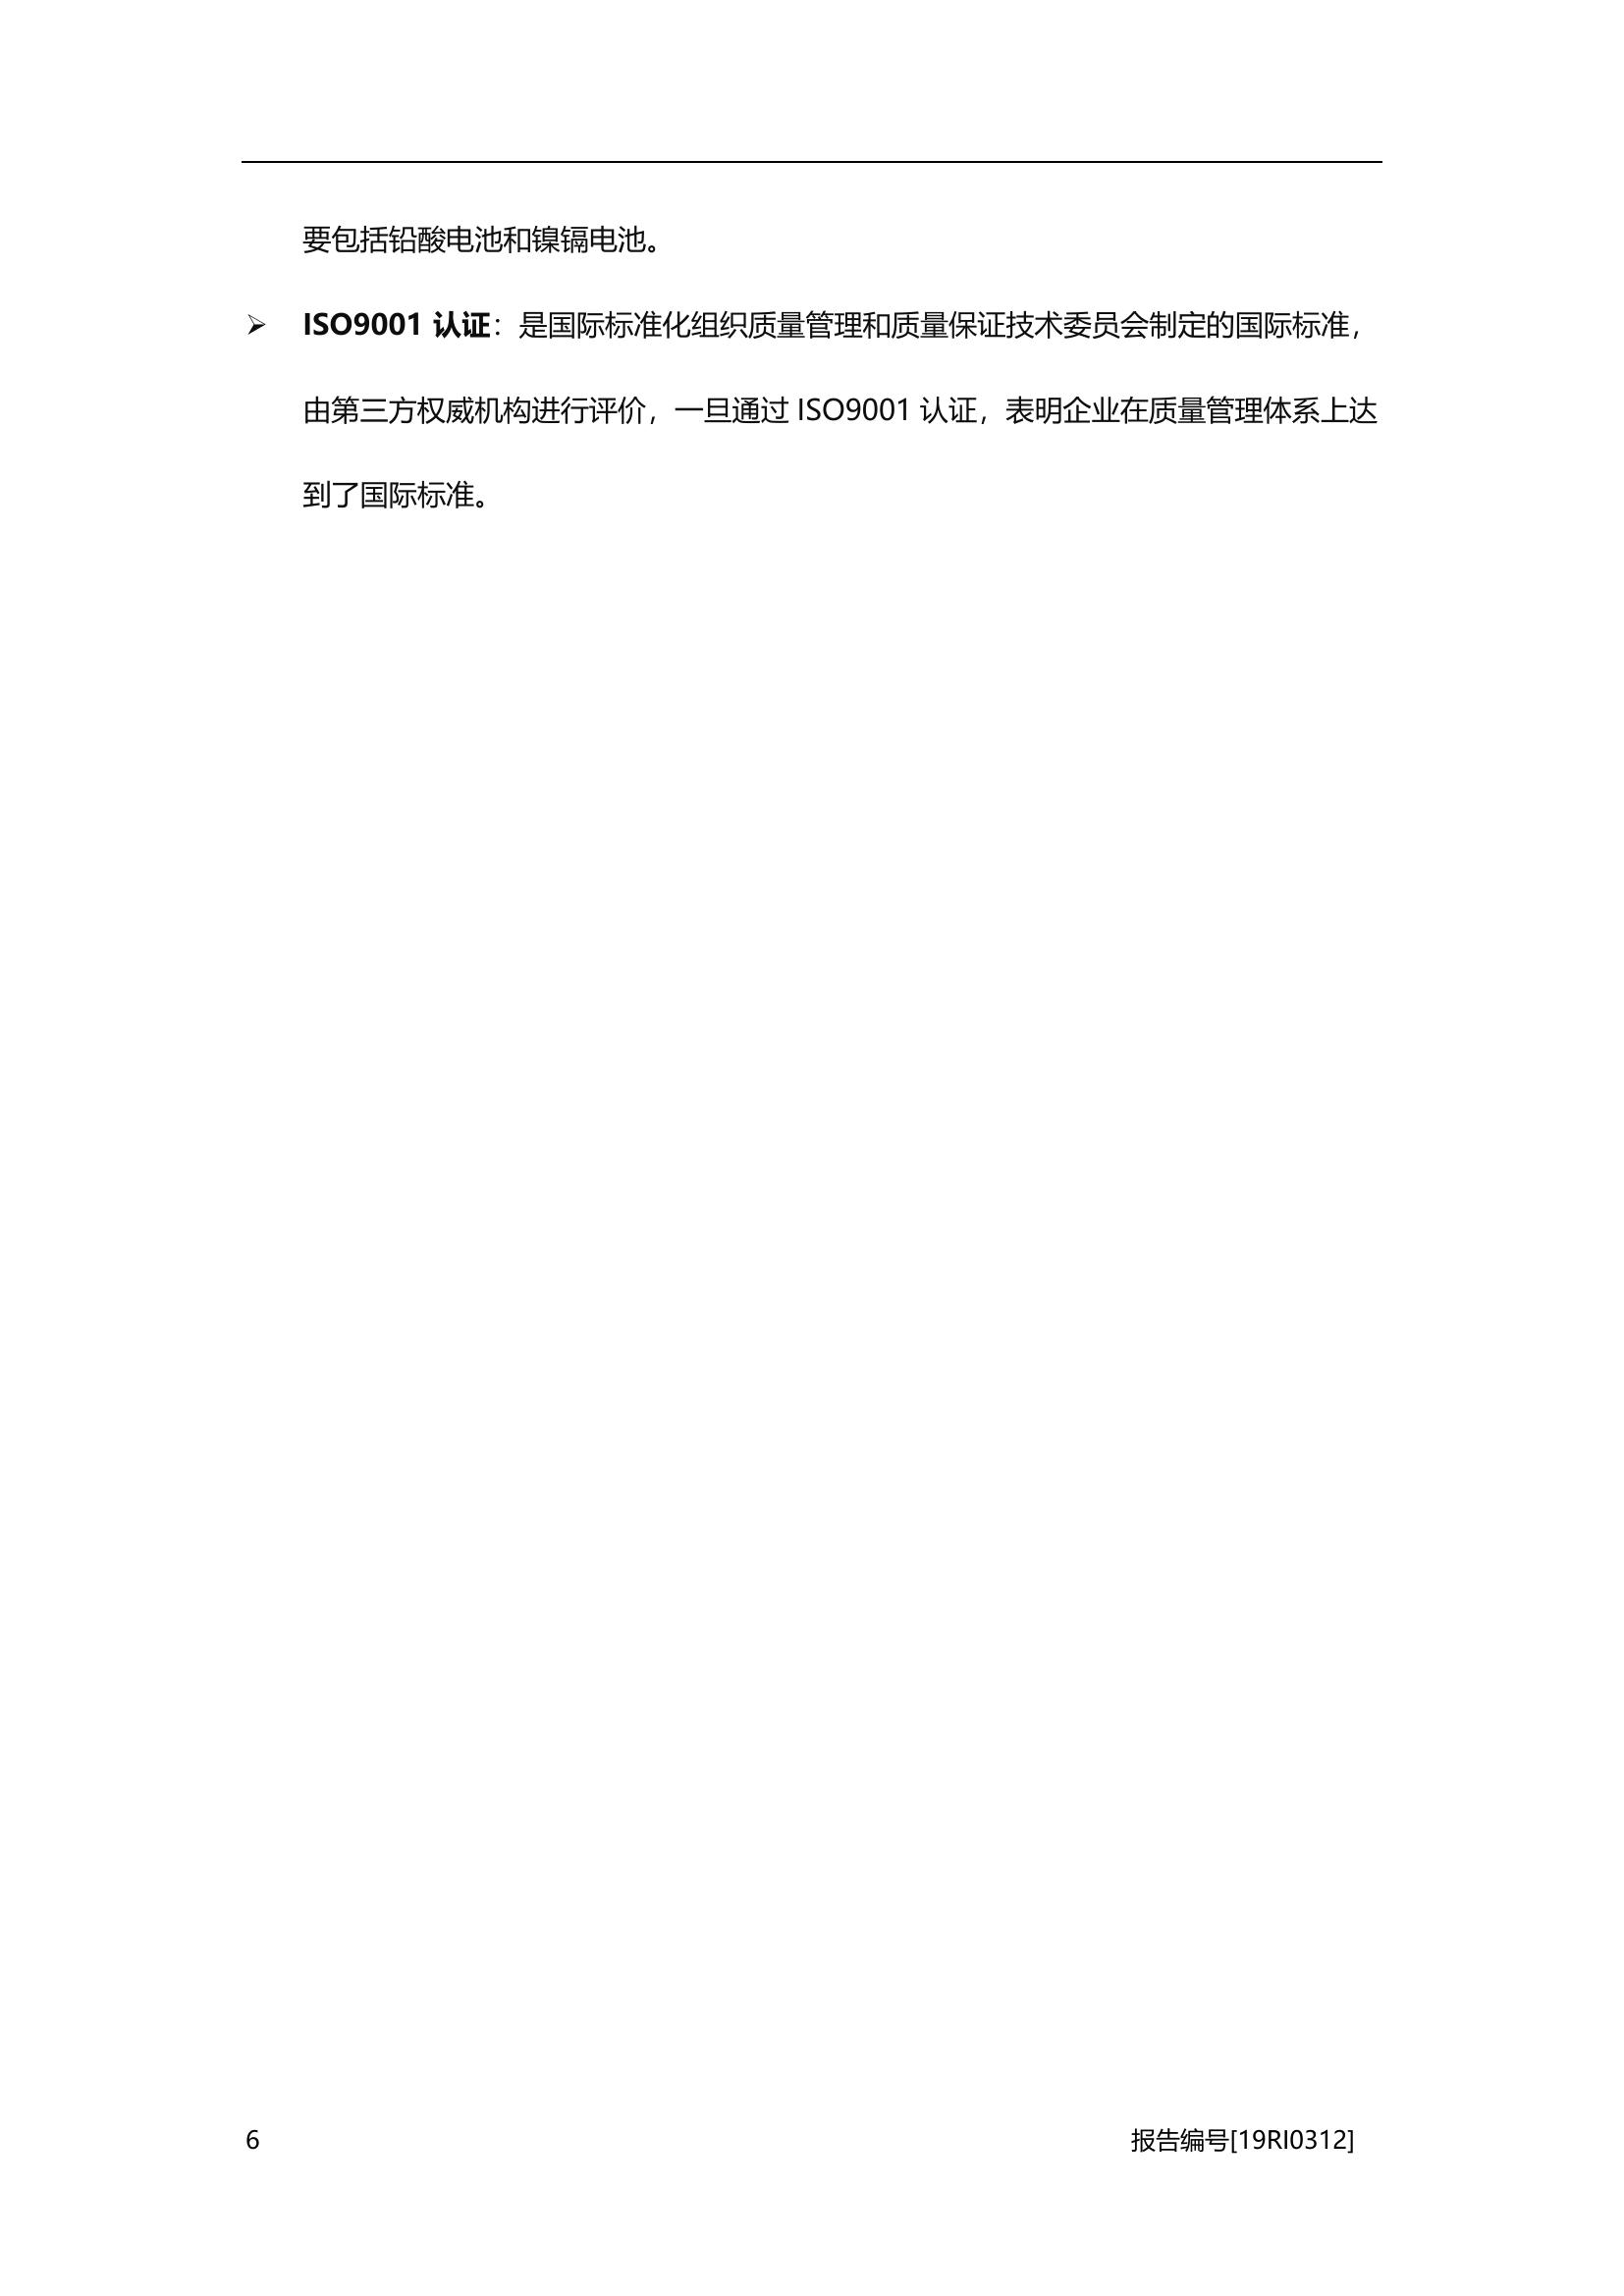 要包括铅酸电池和镍镉电池。
➢ ISO9001 认证：是国际标准化组织质量管理和质量保证技术委员会制定的国际标准，
由第三方权威机构进行评价，一旦通过 ISO9001 认证，表明企业在质量管理体系上达
到了国际标准。
6 报告编号[19RI0312]